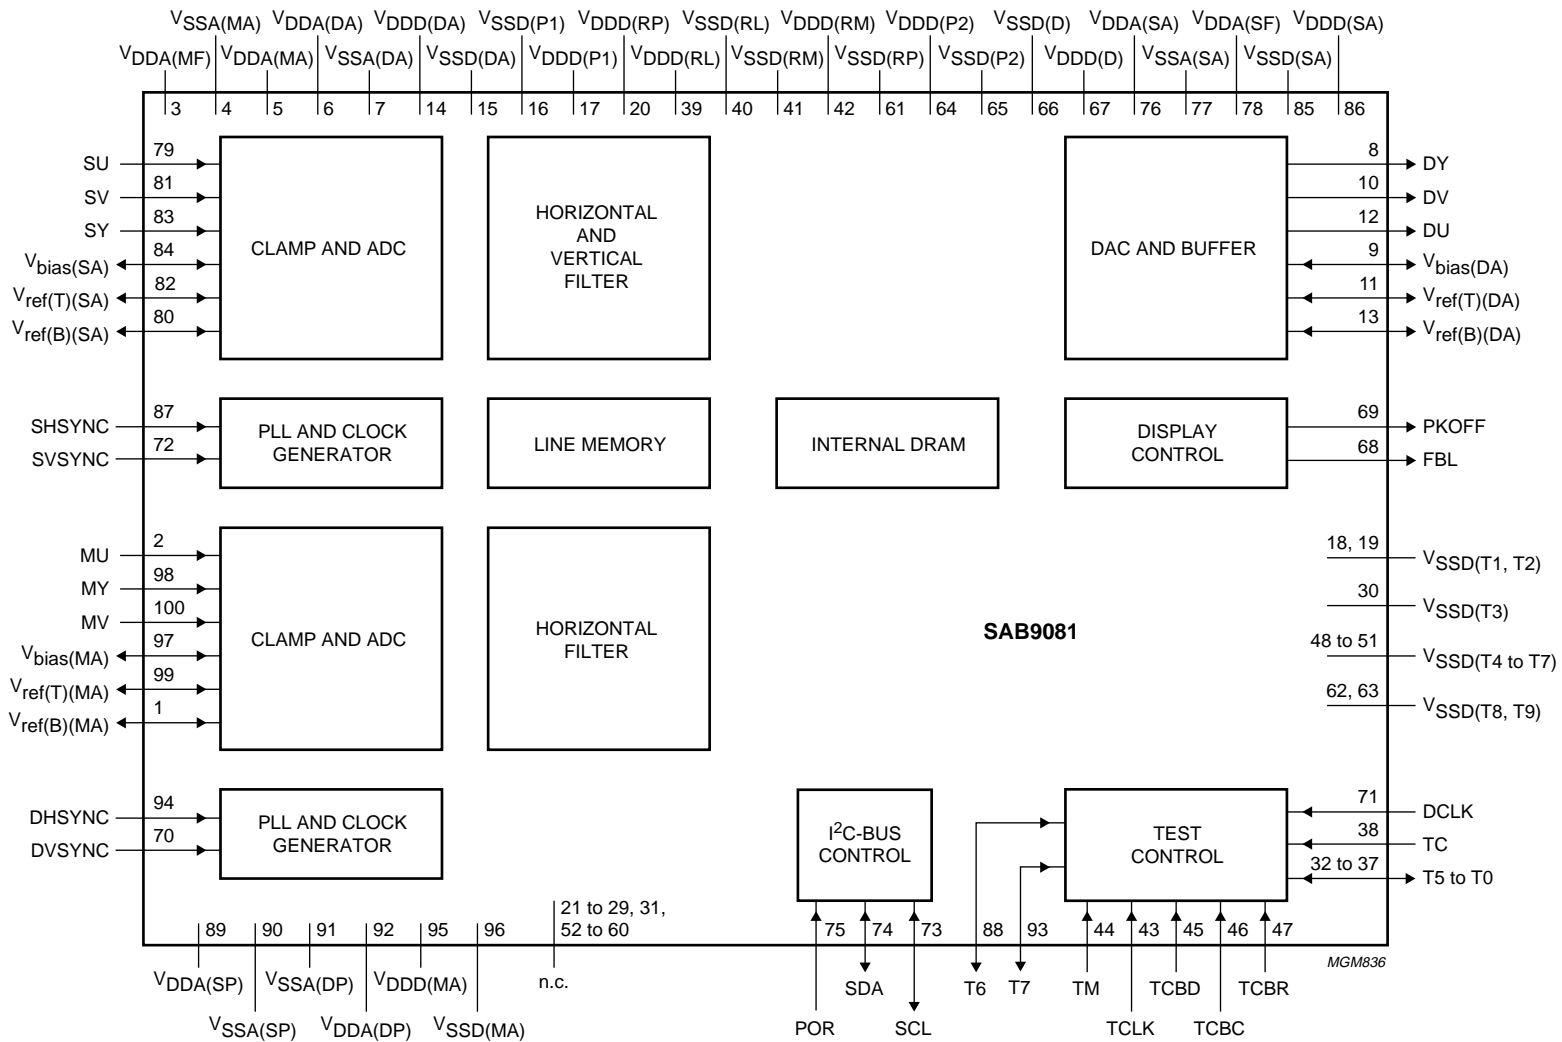 VSSA(MA) VDDA(DA) VDDD(DA) VSSD(P1) VDDD(RP) VSSD(RL) VDDD(RM) VDDD(P2) VSSD(D) VDDA(SA) VDDA(SF) VDDD(SA)
VDDA(MF) VDDA(MA) VSSA(DA) VSSD(DA) VDDD(P1) VDDD(RL) VSSD(RM) VSSD(RP) VSSD(P2) VDDD(D) VSSA(SA) VSSD(SA)
3 4 5 6 7 14 15 16 17 20 39 40 41 42 61 64 65 66 67 76 77 78 85 86
SU 79
SV 81
SY 83
Vbias(SA) 84
Vref(T)(SA) 82
Vref(B)(SA) 80
CLAMP AND ADC
HORIZONTAL
AND
VERTICAL
FILTER
DAC AND BUFFER
8 DY
10 DV
12 DU
9 Vbias(DA)
11 Vref(T)(DA)
13 Vref(B)(DA)
SHSYNC 87
SVSYNC 72
PLL AND CLOCK
GENERATOR
LINE MEMORY
INTERNAL DRAM
DISPLAY
CONTROL
69 PKOFF
68 FBL
MU 2
MY 98
MV 100
Vbias(MA) 97
Vref(T)(MA) 99
Vref(B)(MA) 1
CLAMP AND ADC
HORIZONTAL
FILTER
SAB9081
18, 19 VSSD(T1, T2)
30 VSSD(T3)
48 to 51 VSSD(T4 to T7)
62, 63 VSSD(T8, T9)
DHSYNC 94
DVSYNC 70
PLL AND CLOCK
GENERATOR
I²C-BUS
CONTROL
TEST
CONTROL
71 DCLK
38 TC
32 to 37 T5 to T0
21 to 29, 31,
52 to 60
89 90 91 92 95 96 75 74 73 88 93 44 43 45 46 47
MGM836
VDDA(SP) VSSA(DP) VDDD(MA) n.c. SDA T6 T7 TM TCBD TCBR
VSSA(SP) VDDA(DP) VSSD(MA) POR SCL TCLK TCBC